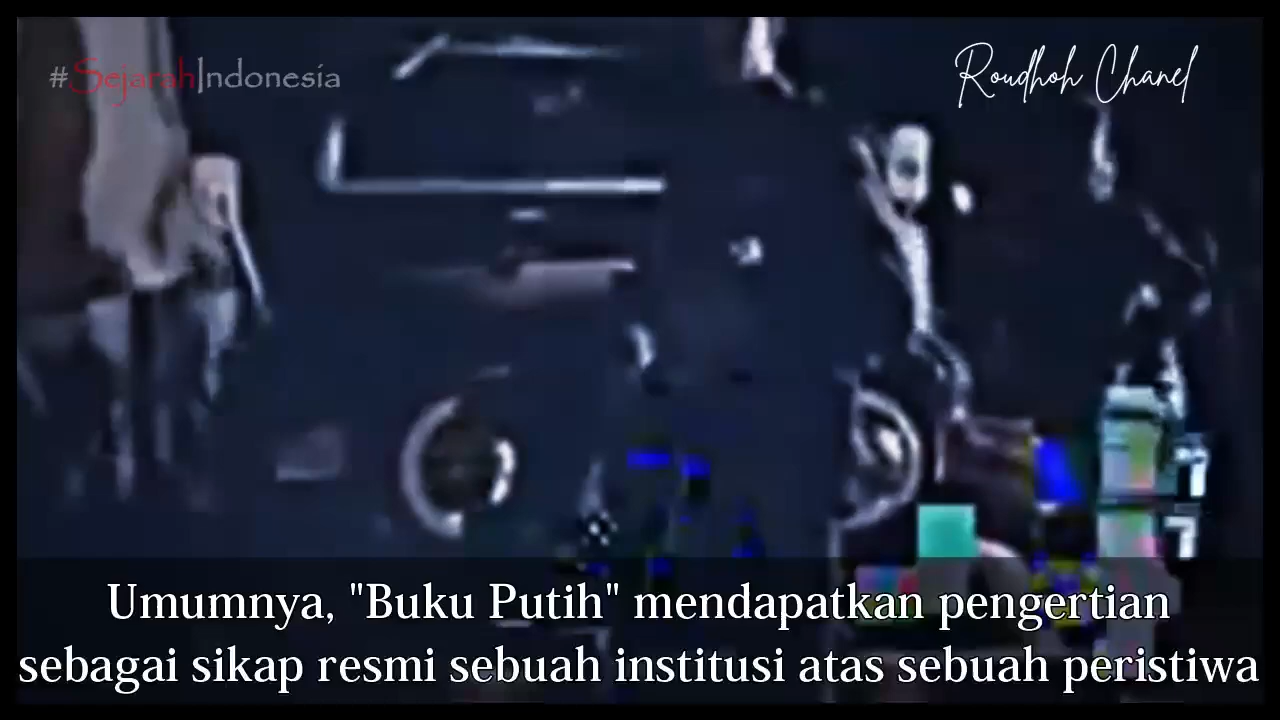 #SejarahIndonesia
Roudhoh Chanel
Umumnya, "Buku Putih" mendapatkan pengertian
sebagai sikap resmi sebuah institusi atas sebuah peristiwa